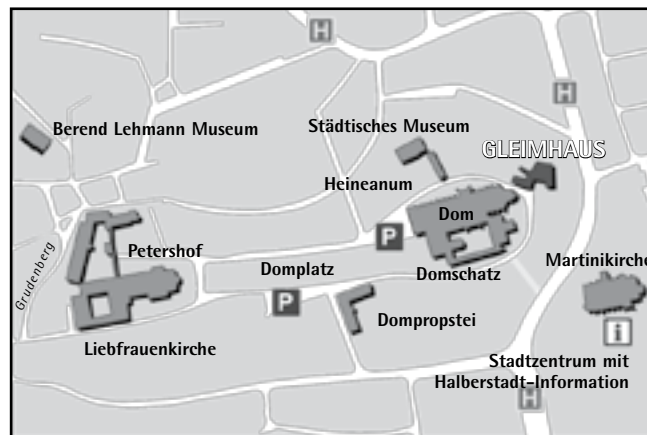 H
H
Berend Lehmann Museum
Städtisches Museum
GLEIMHAUS
Heineanum
Dom
P
Petershof
Grudenberg
Domplatz
Domschatz
Martinikirche
P
Dompropstei
i
Liebfrauenkirche
Stadtzentrum mit
Halberstadt-Information
H
H